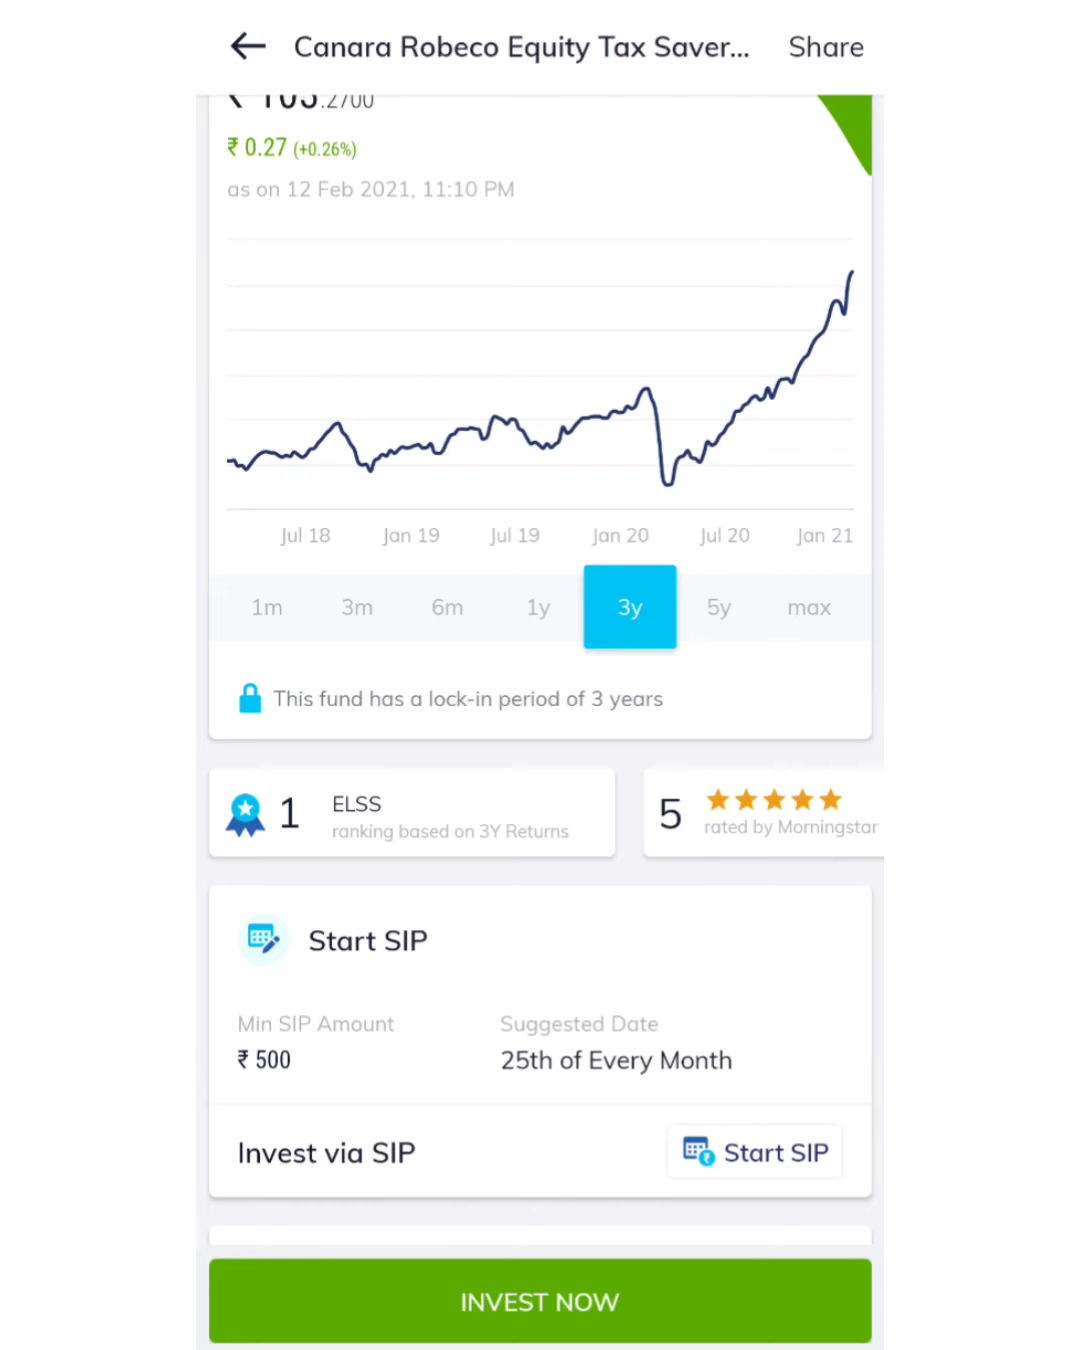 Canara Robeco Equity Tax Saver... Share
₹ 0.27 (+0.26%)
as on 12 Feb 2021, 11:10 PM
Jul 18 Jan 19 Jul 19 Jan 20 Jul 20 Jan 21
1m 3m 6m 1y 3y 5y max
This fund has a lock-in period of 3 years
1 ELSS
ranking based on 3Y Returns
5
rated by Morningstar
Start SIP
Min SIP Amount Suggested Date
₹ 500 25th of Every Month
Invest via SIP Start SIP
INVEST NOW